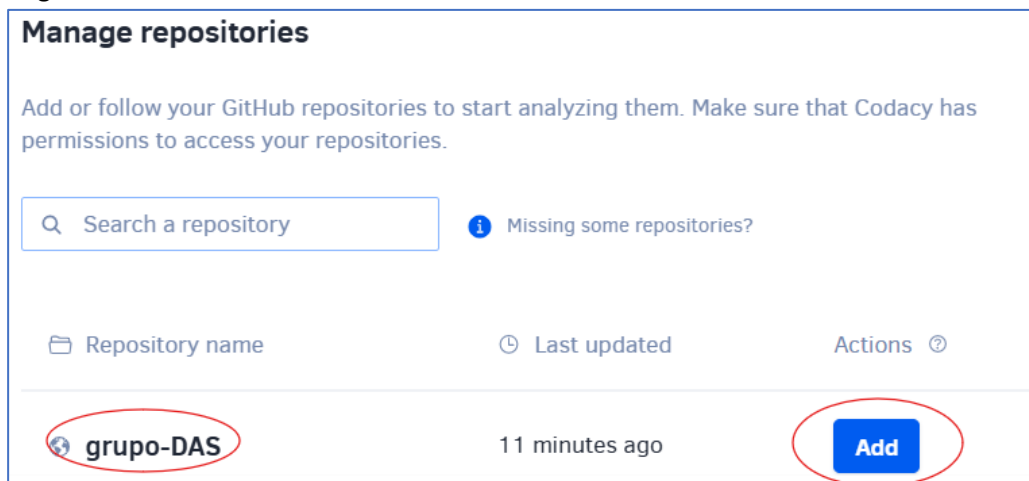 Manage repositories
Add or follow your GitHub repositories to start analyzing them. Make sure that Codacy has
permissions to access your repositories.
Search a repository
Missing some repositories?
Repository name Last updated Actions
grupo-DAS 11 minutes ago Add